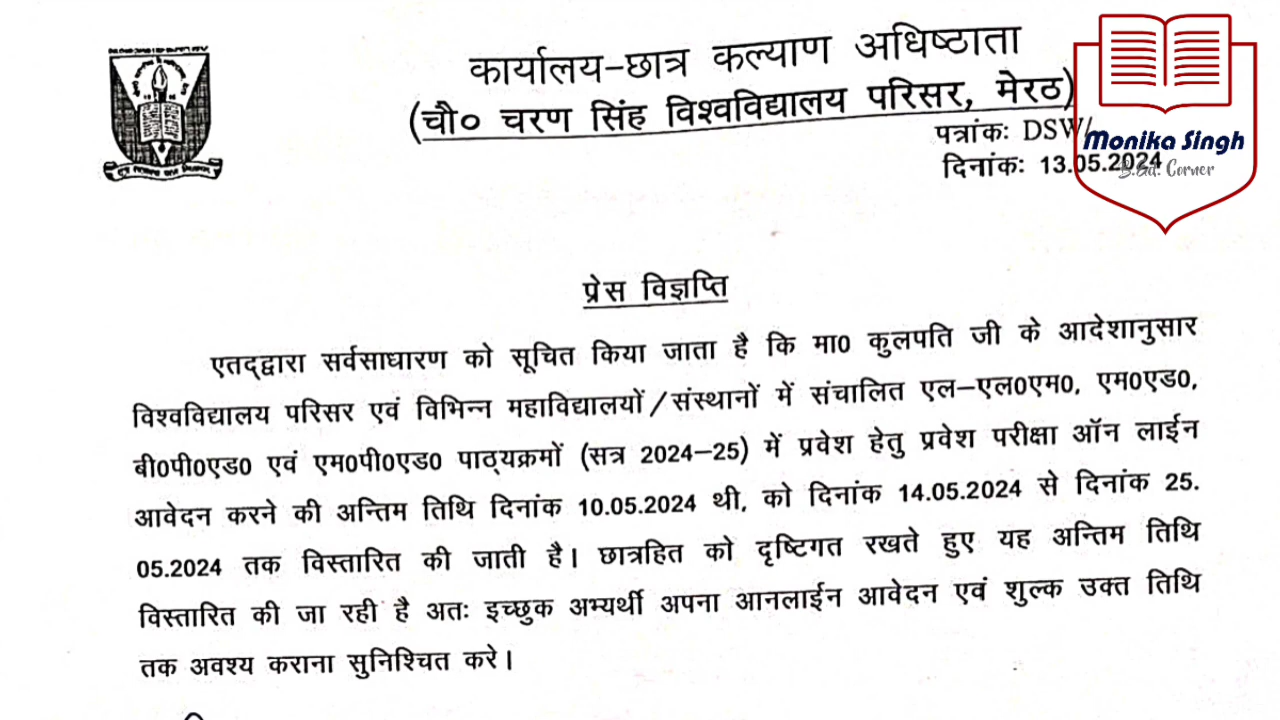 कार्यालय-छात्र कल्याण अधिष्ठाता
(चौ० चरण सिंह विश्वविद्यालय परिसर, मेरठ)
पत्रांकः DSW/
दिनांकः 13.05.2024
Monika Singh
B.Ed. Corner
प्रेस विज्ञप्ति
एतद्द्वारा सर्वसाधारण को सूचित किया जाता है कि मा0 कुलपति जी के आदेशानुसार
विश्वविद्यालय परिसर एवं विभिन्न महाविद्यालयों/संस्थानों में संचालित एल-एल0एम0, एम0एड0,
बी0पी0एड0 एवं एम0पी0एड0 पाठ्यक्रमों (सत्र 2024-25) में प्रवेश हेतु प्रवेश परीक्षा ऑन लाईन
आवेदन करने की अन्तिम तिथि दिनांक 10.05.2024 थी, को दिनांक 14.05.2024 से दिनांक 25.
05.2024 तक विस्तारित की जाती है। छात्रहित को दृष्टिगत रखते हुए यह अन्तिम तिथि
विस्तारित की जा रही है अतः इच्छुक अभ्यर्थी अपना आनलाईन आवेदन एवं शुल्क उक्त तिथि
तक अवश्य कराना सुनिश्चित करे।